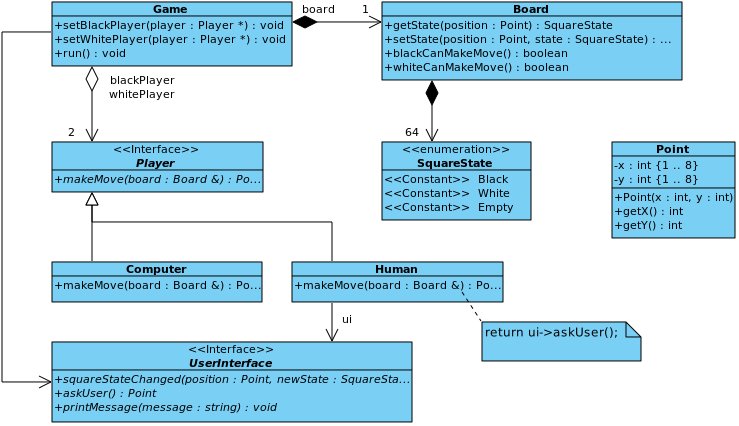 Game
+setBlackPlayer(player : Player *) : void
+setWhitePlayer(player : Player *) : void
+run() : void
board
1
Board
+getState(position : Point) : SquareState
+setState(position : Point, state : SquareState) : ...
+blackCanMakeMove() : boolean
+whiteCanMakeMove() : boolean
blackPlayer
whitePlayer
2
64
<<Interface>>
Player
+makeMove(board : Board &) : Po...
<<enumeration>>
SquareState
<<Constant>> Black
<<Constant>> White
<<Constant>> Empty
Point
-x : int {1 .. 8}
-y : int {1 .. 8}
+Point(x : int, y : int)
+getX() : int
+getY() : int
Computer
+makeMove(board : Board &) : Po...
Human
+makeMove(board : Board &) : Po...
ui
return ui->askUser();
<<Interface>>
UserInterface
+squareStateChanged(position : Point, newState : SquareSta...
+askUser() : Point
+printMessage(message : string) : void